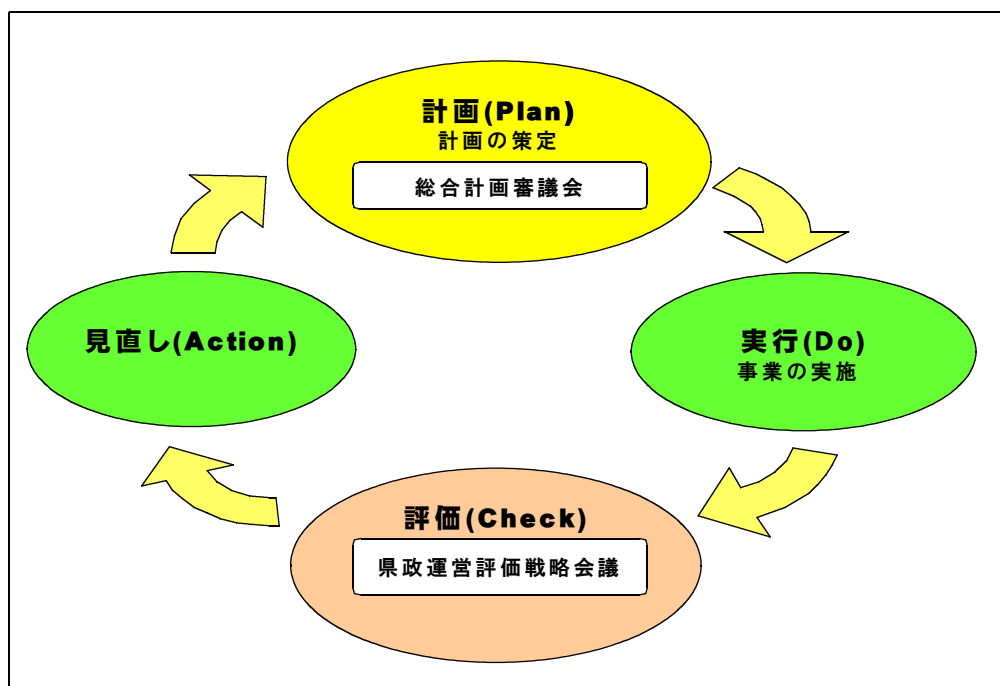 計画(Plan)
計画の策定
総合計画審議会
見直し(Action)
実行(Do)
事業の実施
評価(Check)
県政運営評価戦略会議